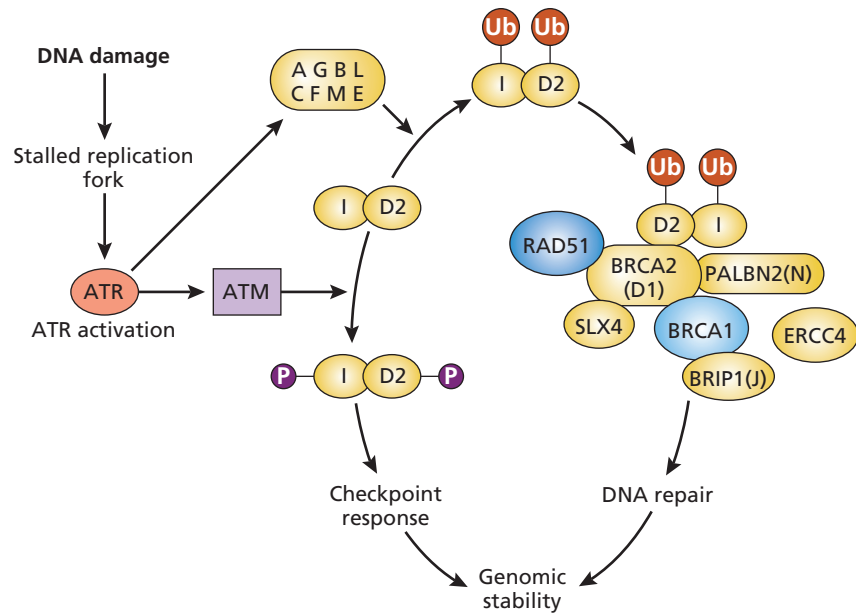 DNA damage
Stalled replication
fork
ATR
ATR activation
ATM
A G B L
C F M E
I D2
Ub Ub
I D2
P I D2 P
Checkpoint
response
Ub Ub
D2 I
RAD51
BRCA2
(D1)
PALBN2(N)
SLX4
BRCA1
ERCC4
BRIP1(J)
DNA repair
Genomic
stability